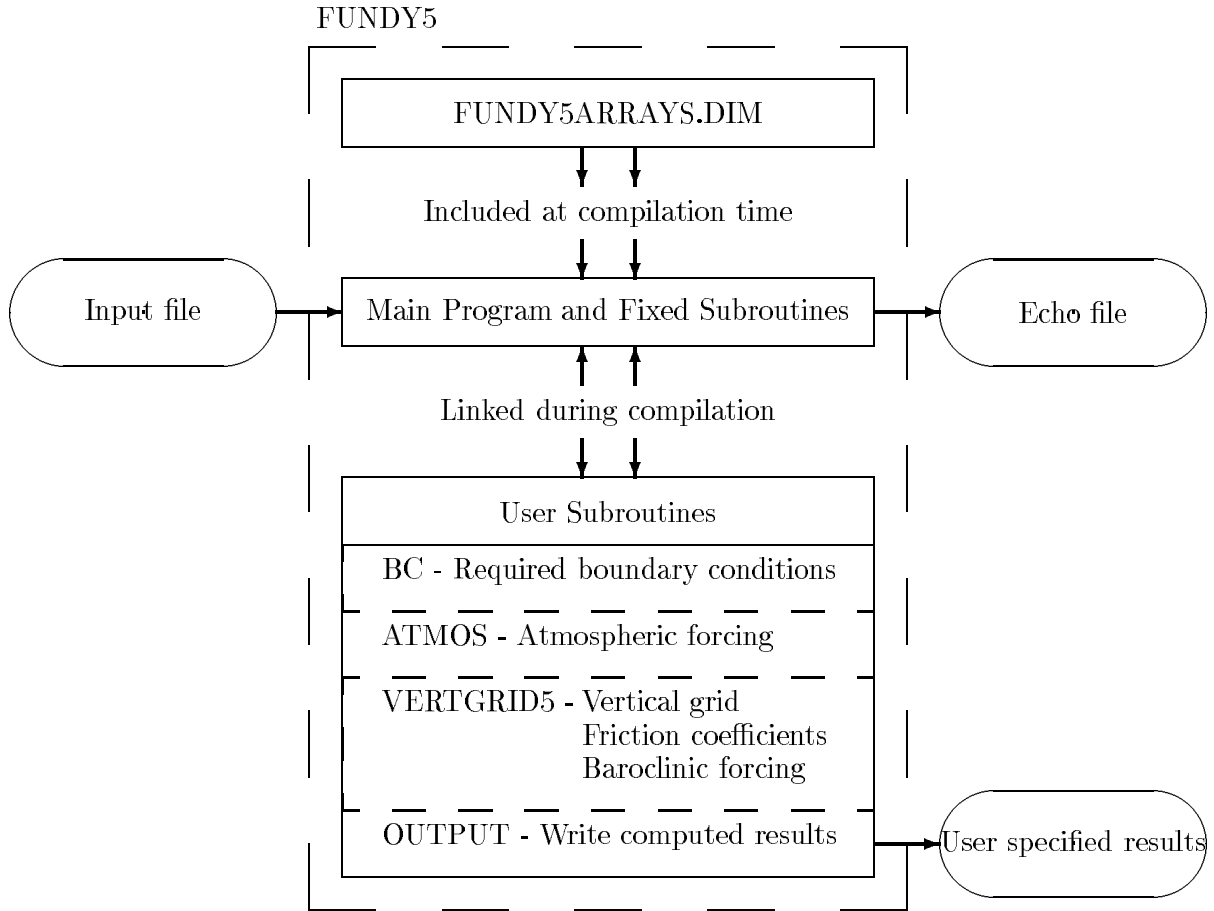 FUNDY5
FUNDY5ARRAYS.DIM
Included at compilation time
Input file
Main Program and Fixed Subroutines
Echo file
Linked during compilation
User Subroutines
BC - Required boundary conditions
ATMOS - Atmospheric forcing
VERTGRID5 - Vertical grid
Friction coefficients
Baroclinic forcing
OUTPUT - Write computed results
User specified results